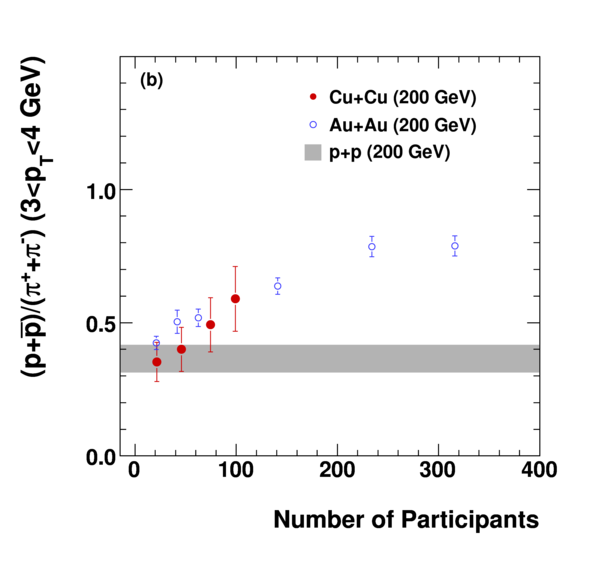 (b)
Cu+Cu (200 GeV)
Au+Au (200 GeV)
p+p (200 GeV)
(p+p̅)/(π⁺+π⁻) (3<p_T<4 GeV)
1.0
0.5
0.0
0 100 200 300 400
Number of Participants